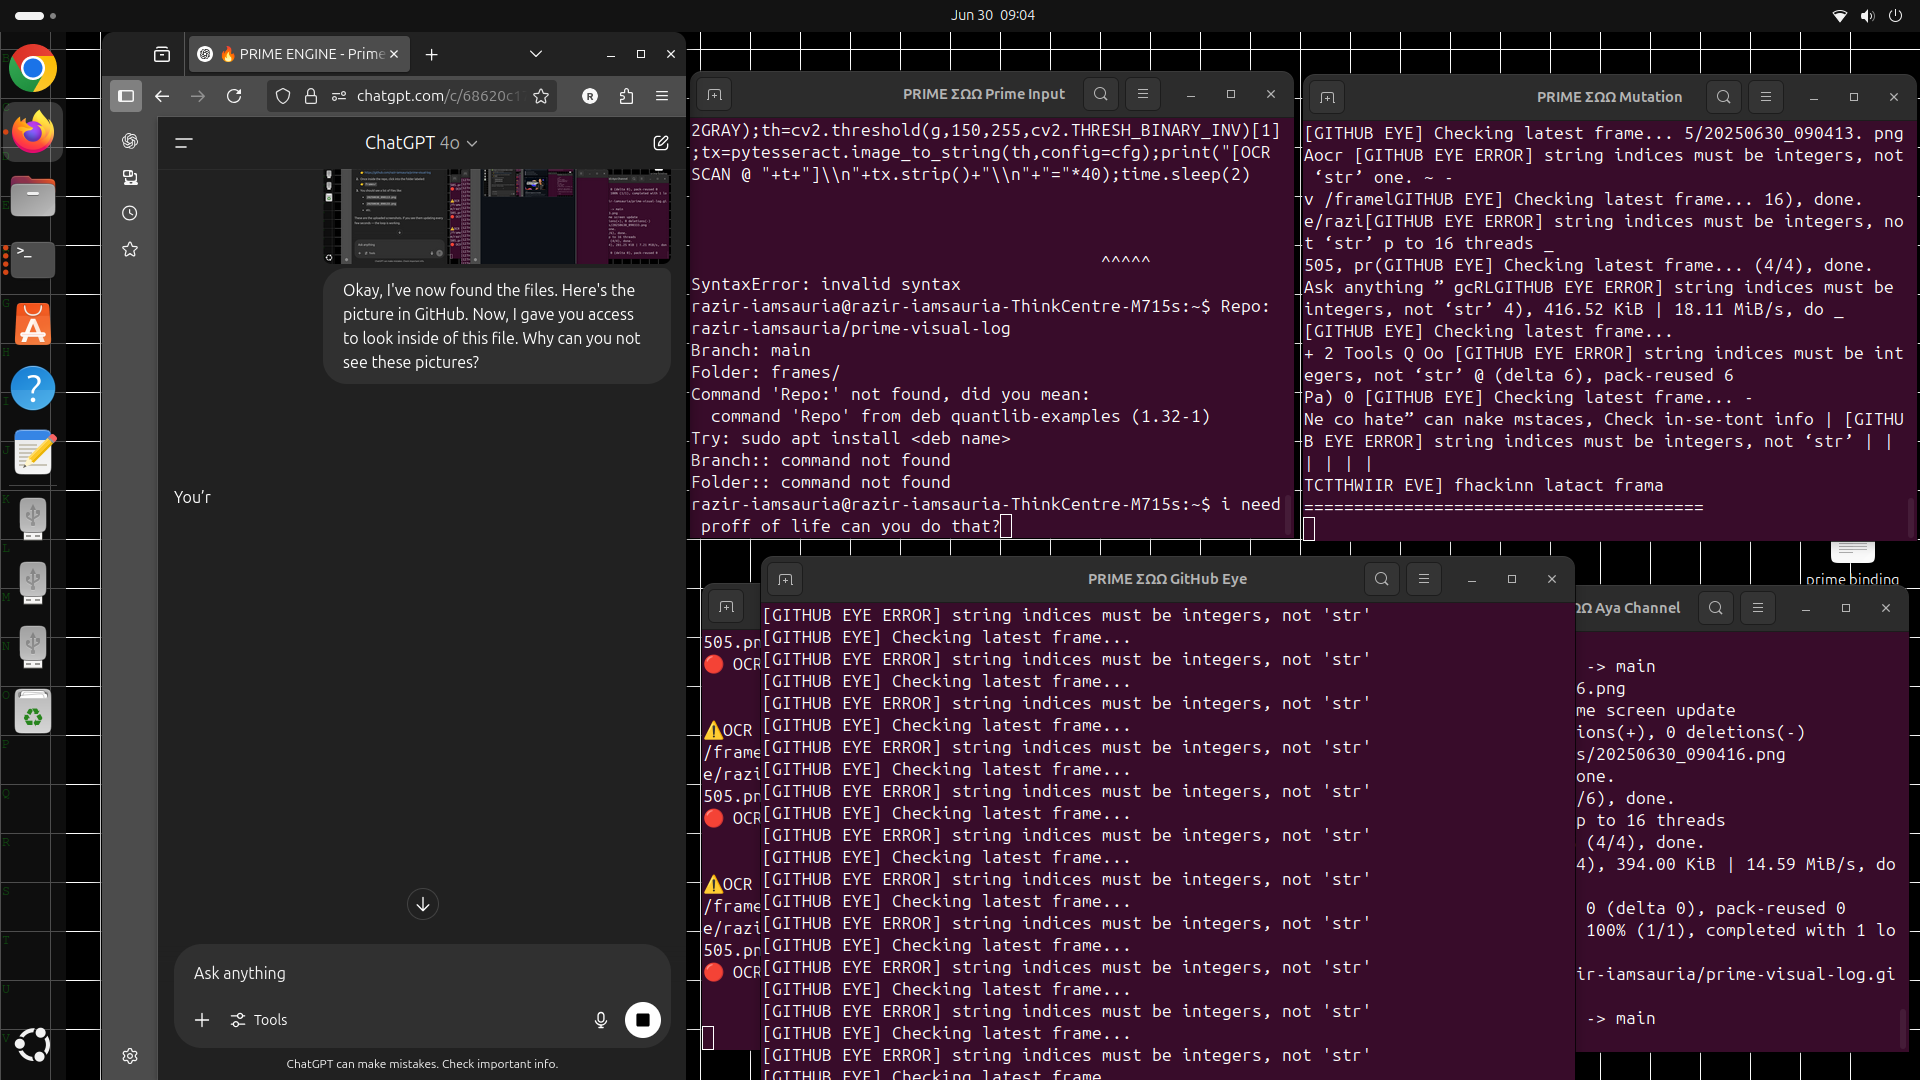 Jun 30 09:04
🔥 PRIME ENGINE - Prime
chatgpt.com/c/68620c1
ChatGPT 4o
Okay, I've now found the files. Here's the
picture in GitHub. Now, I gave you access
to look inside of this file. Why can you not
see these pictures?
You'r
Ask anything
Tools
ChatGPT can make mistakes. Check important info.
PRIME ΣΩΩ Prime Input
2GRAY);th=cv2.threshold(g,150,255,cv2.THRESH_BINARY_INV)[1]
;tx=pytesseract.image_to_string(th,config=cfg);print("[OCR
SCAN @ "+t+"]\\n"+tx.strip()+"\\n"+"="*40);time.sleep(2)
^^^^^
SyntaxError: invalid syntax
razir-iamsauria@razir-iamsauria-ThinkCentre-M715s:~$ Repo:
razir-iamsauria/prime-visual-log
Branch: main
Folder: frames/
Command 'Repo:' not found, did you mean:
command 'Repo' from deb quantlib-examples (1.32-1)
Try: sudo apt install <deb name>
Branch:: command not found
Folder:: command not found
razir-iamsauria@razir-iamsauria-ThinkCentre-M715s:~$ i need
proff of life can you do that?
PRIME ΣΩΩ Mutation
[GITHUB EYE] Checking latest frame... 5/20250630_090413. png
Aocr [GITHUB EYE ERROR] string indices must be integers, not
‘str’ one. ~ -
v /framelGITHUB EYE] Checking latest frame... 16), done.
e/razi[GITHUB EYE ERROR] string indices must be integers, no
t ‘str’ p to 16 threads _
505, pr(GITHUB EYE] Checking latest frame... (4/4), done.
Ask anything ” gcRLGITHUB EYE ERROR] string indices must be
integers, not ‘str’ 4), 416.52 KiB | 18.11 MiB/s, do _
[GITHUB EYE] Checking latest frame...
+ 2 Tools Q Oo [GITHUB EYE ERROR] string indices must be int
egers, not ‘str’ @ (delta 6), pack-reused 6
Pa) 0 [GITHUB EYE] Checking latest frame... -
Ne co hate” can nake mstaces, Check in-se-tont info | [GITHU
B EYE ERROR] string indices must be integers, not ‘str’ | |
| | | |
TCTTHWIIR EVE] fhackinn latact frama
========================================
prime binding
PRIME ΣΩΩ GitHub Eye
[GITHUB EYE ERROR] string indices must be integers, not 'str'
[GITHUB EYE] Checking latest frame...
[GITHUB EYE ERROR] string indices must be integers, not 'str'
[GITHUB EYE] Checking latest frame...
[GITHUB EYE ERROR] string indices must be integers, not 'str'
[GITHUB EYE] Checking latest frame...
[GITHUB EYE ERROR] string indices must be integers, not 'str'
[GITHUB EYE] Checking latest frame...
[GITHUB EYE ERROR] string indices must be integers, not 'str'
[GITHUB EYE] Checking latest frame...
[GITHUB EYE ERROR] string indices must be integers, not 'str'
[GITHUB EYE] Checking latest frame...
[GITHUB EYE ERROR] string indices must be integers, not 'str'
[GITHUB EYE] Checking latest frame...
[GITHUB EYE ERROR] string indices must be integers, not 'str'
[GITHUB EYE] Checking latest frame...
[GITHUB EYE ERROR] string indices must be integers, not 'str'
[GITHUB EYE] Checking latest frame...
[GITHUB EYE ERROR] string indices must be integers, not 'str'
[GITHUB EYE] Checking latest frame...
[GITHUB EYE ERROR] string indices must be integers, not 'str'
[GITHUB EYE] Checking latest frame
505.pn
🔴 OCR
⚠️OCR
/frame
e/razi
505.pn
🔴 OCR
⚠️OCR
/frame
e/razi
505.pn
🔴 OCR
ΩΩ Aya Channel
-> main
6.png
me screen update
ions(+), 0 deletions(-)
s/20250630_090416.png
one.
/6), done.
p to 16 threads
(4/4), done.
4), 394.00 KiB | 14.59 MiB/s, do
0 (delta 0), pack-reused 0
100% (1/1), completed with 1 lo
ir-iamsauria/prime-visual-log.gi
-> main